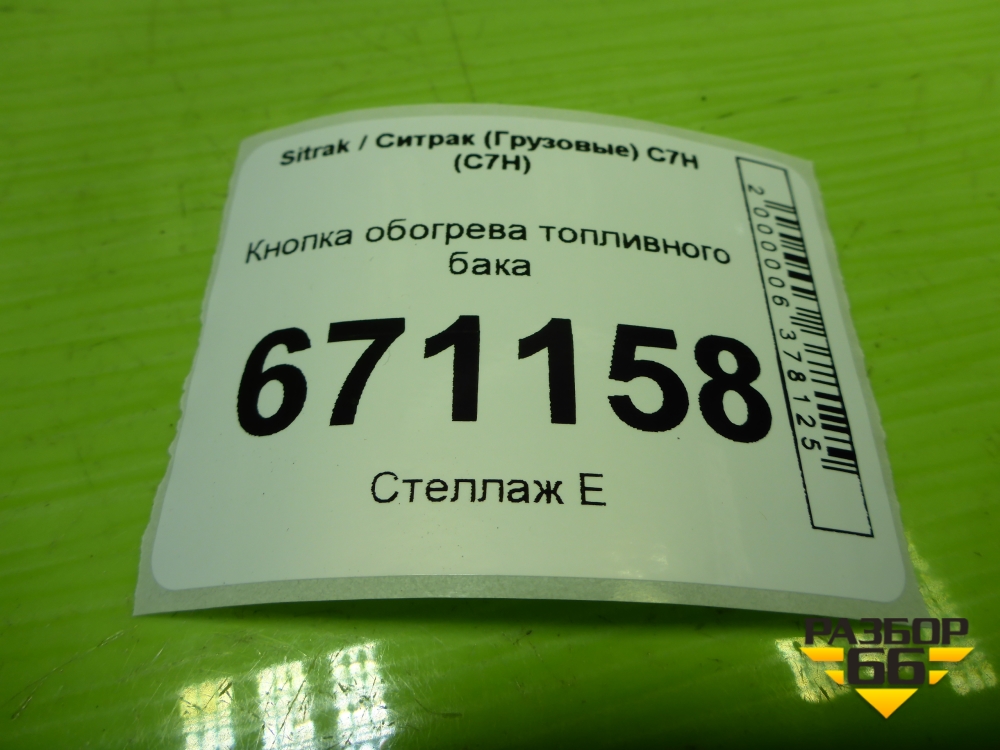 Sitrak / Ситрак (Грузовые) C7H
(C7H)
Кнопка обогрева топливного
бака
671158
Стеллаж Е
2000006378125
РАЗБОР
66